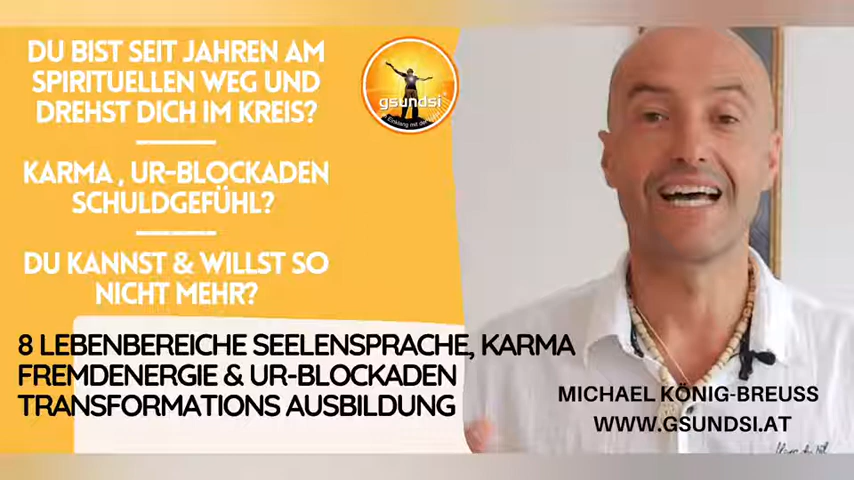 DU BIST SEIT JAHREN AM
SPIRITUELLEN WEG UND
DREHST DICH IM KREIS?
KARMA , UR-BLOCKADEN
SCHULDGEFÜHL?
DU KANNST & WILLST SO
NICHT MEHR?
gsundsi
8 LEBENBEREICHE SEELENSPRACHE, KARMA
FREMDENERGIE & UR-BLOCKADEN
TRANSFORMATIONS AUSBILDUNG
MICHAEL KÖNIG-BREUSS
WWW.GSUNDSI.AT